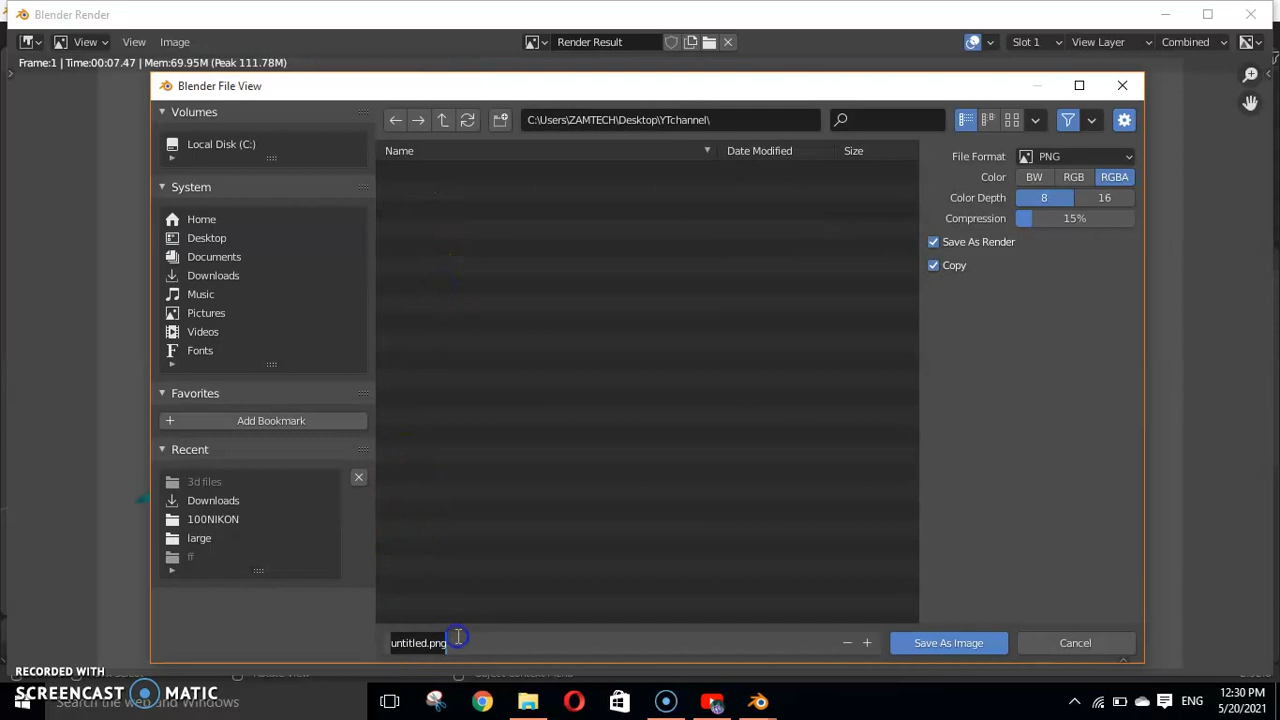 Blender Render
View
View
Image
Render Result
Slot 1
View Layer
Combined
Frame:1 | Time:00:07.47 | Mem:69.95M (Peak 111.78M)
Blender File View
Volumes
Local Disk (C:)
System
Home
Desktop
Documents
Downloads
Music
Pictures
Videos
Fonts
Favorites
Add Bookmark
Recent
3d files
Downloads
100NIKON
large
ff
C:\Users\ZAMTECH\Desktop\YTchannel\
Name
Date Modified
Size
File Format
PNG
Color
BW
RGB
RGBA
Color Depth
8
16
Compression
15%
Save As Render
Copy
untitled.png
Save As Image
Cancel
RECORDED WITH
SCREENCAST MATIC
Search the web and Windows
ENG
12:30 PM
5/20/2021